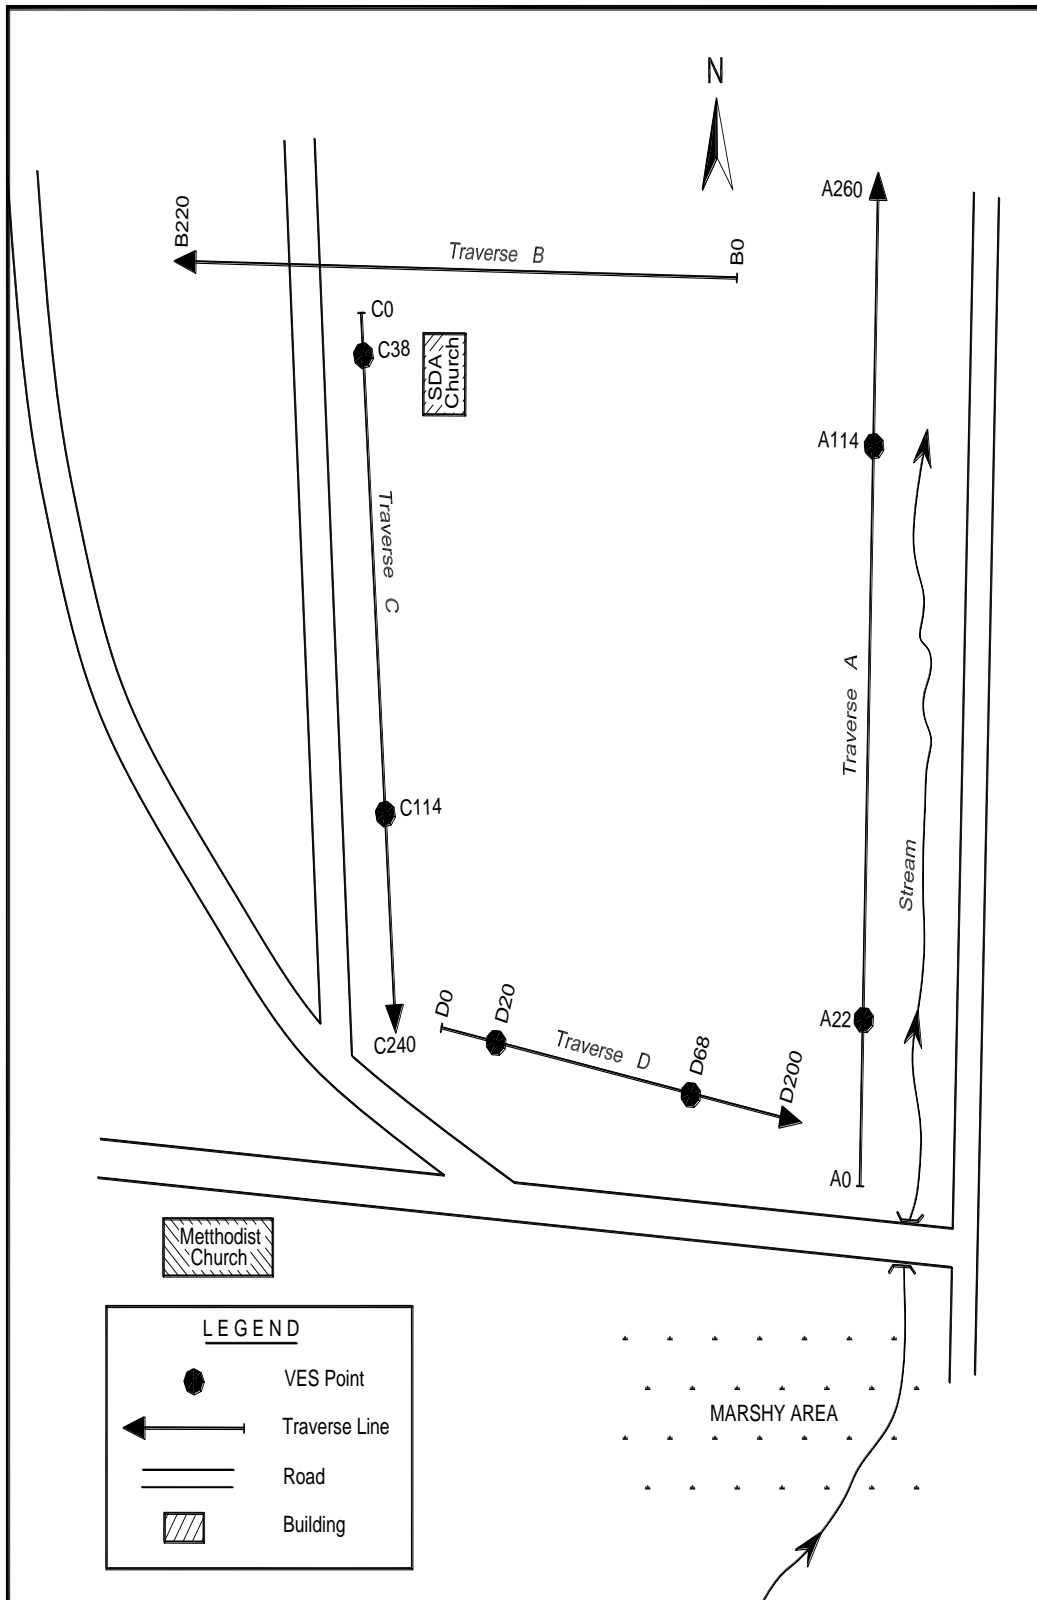 N
A260
B220
Traverse B
B0
C0
C38
SDA
Church
A114
Traverse C
Traverse A
C114
Stream
D0
D20
A22
C240
Traverse D
D68
D200
A0
Metthodist
Church
LEGEND
VES Point
Traverse Line
Road
Building
MARSHY AREA